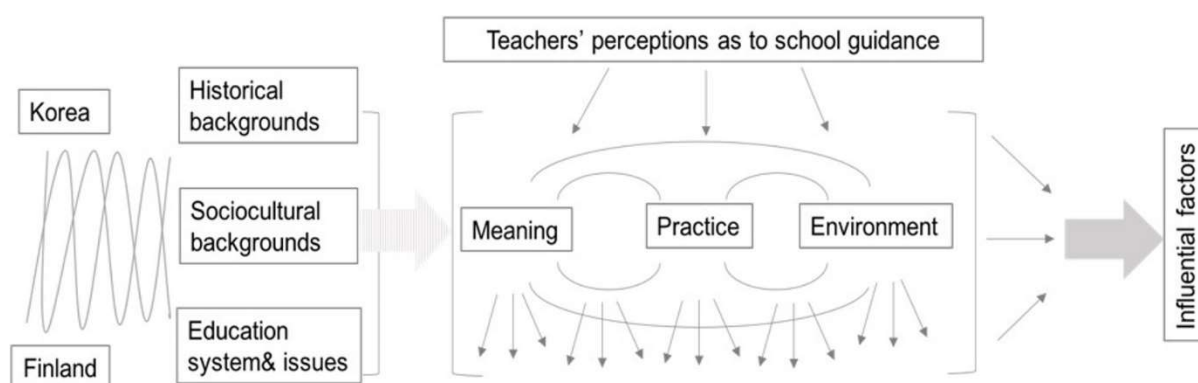 Teachers' perceptions as to school guidance
Korea
Finland
Historical
backgrounds
Sociocultural
backgrounds
Education
system& issues
Meaning
Practice
Environment
Influential factors